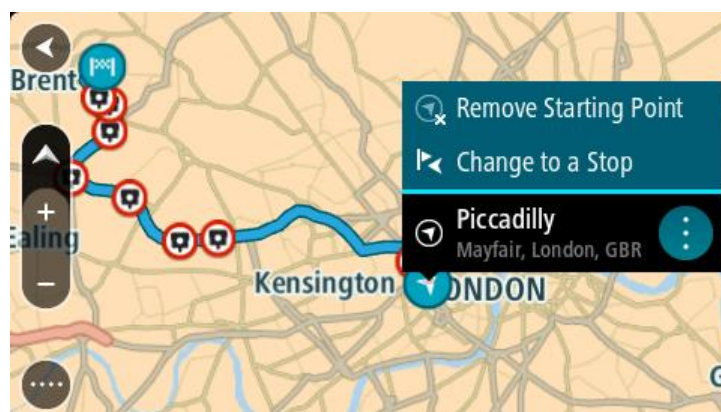 Brent
Remove Starting Point
Change to a Stop
Piccadilly
Mayfair, London, GBR
Ealing
Kensington
ONDON
G